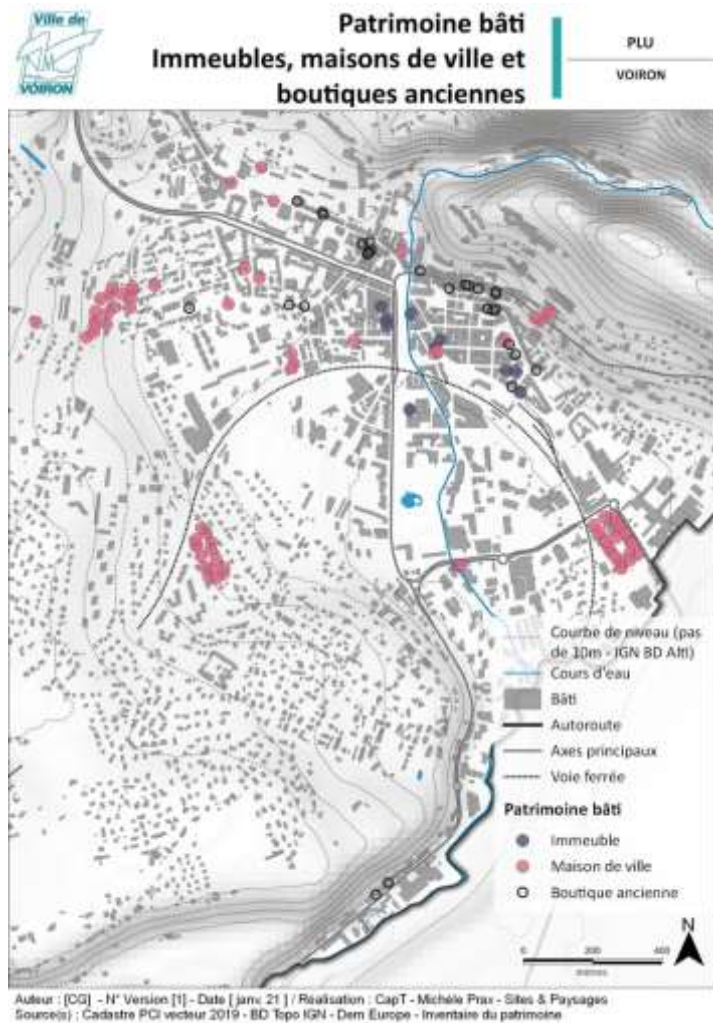 Ville de
VOIRON
Patrimoine bâti
Immeubles, maisons de ville et
boutiques anciennes
PLU
VOIRON
Courbe de niveau (pas
de 10m - IGN BD Alti)
Cours d'eau
Bâti
Autoroute
Axes principaux
Voie ferrée
Patrimoine bâti
Immeuble
Maison de ville
Boutique ancienne
N
0 200 400
mètres
Auteur : [CG] - N° Version [1] - Date [ janv. 21 ] / Réalisation : CapT - Michèle Prax - Sites & Paysages
Source(s) : Cadastre PCI vecteur 2019 - BD Topo IGN - Dem Europe - Inventaire du patrimoine